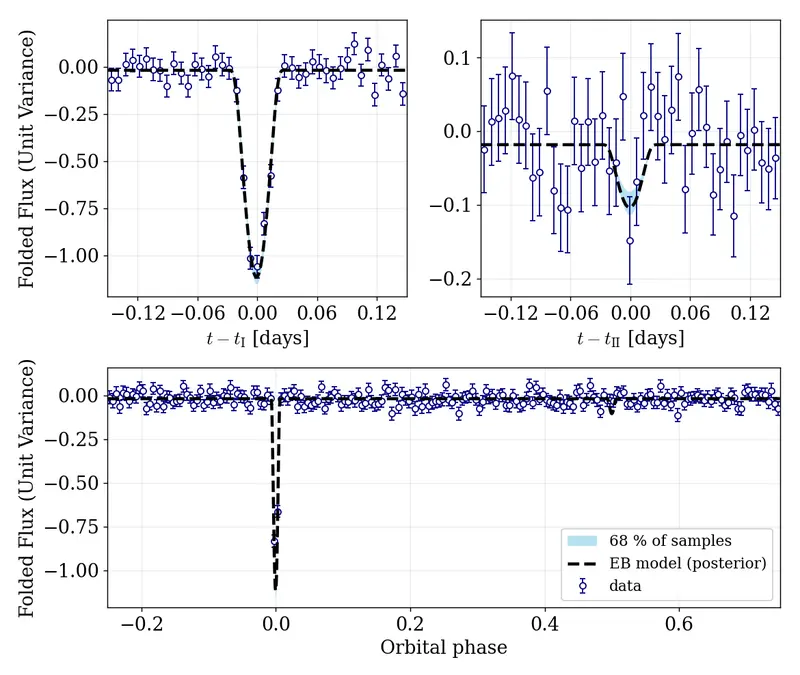 Folded Flux (Unit Variance)
0.00
−0.25
−0.50
−0.75
−1.00
−0.12 −0.06 0.00 0.06 0.12
t − tI [days]
0.1
0.0
−0.1
−0.2
−0.12 −0.06 0.00 0.06 0.12
t − tII [days]
Folded Flux (Unit Variance)
0.00
−0.25
−0.50
−0.75
−1.00
68 % of samples
EB model (posterior)
data
−0.2 0.0 0.2 0.4 0.6
Orbital phase